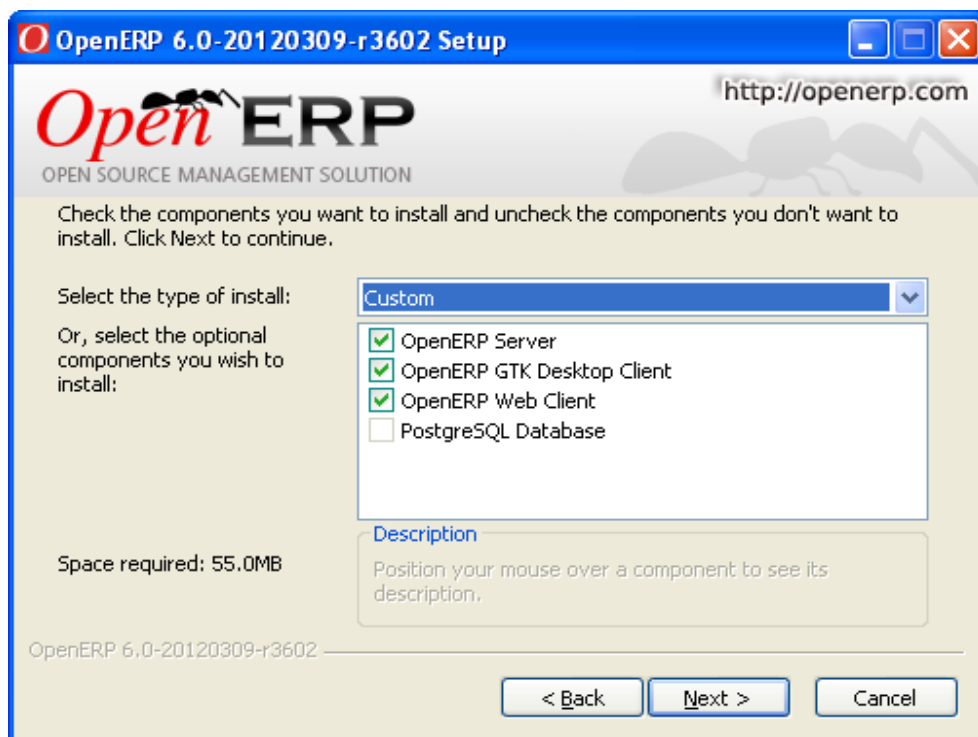 OpenERP 6.0-20120309-r3602 Setup
http://openerp.com
Open ERP
OPEN SOURCE MANAGEMENT SOLUTION
Check the components you want to install and uncheck the components you don't want to
install. Click Next to continue.
Select the type of install:
Custom
Or, select the optional
components you wish to
install:
OpenERP Server
OpenERP GTK Desktop Client
OpenERP Web Client
PostgreSQL Database
Space required: 55.0MB
Description
Position your mouse over a component to see its
description.
OpenERP 6.0-20120309-r3602
< Back
Next >
Cancel